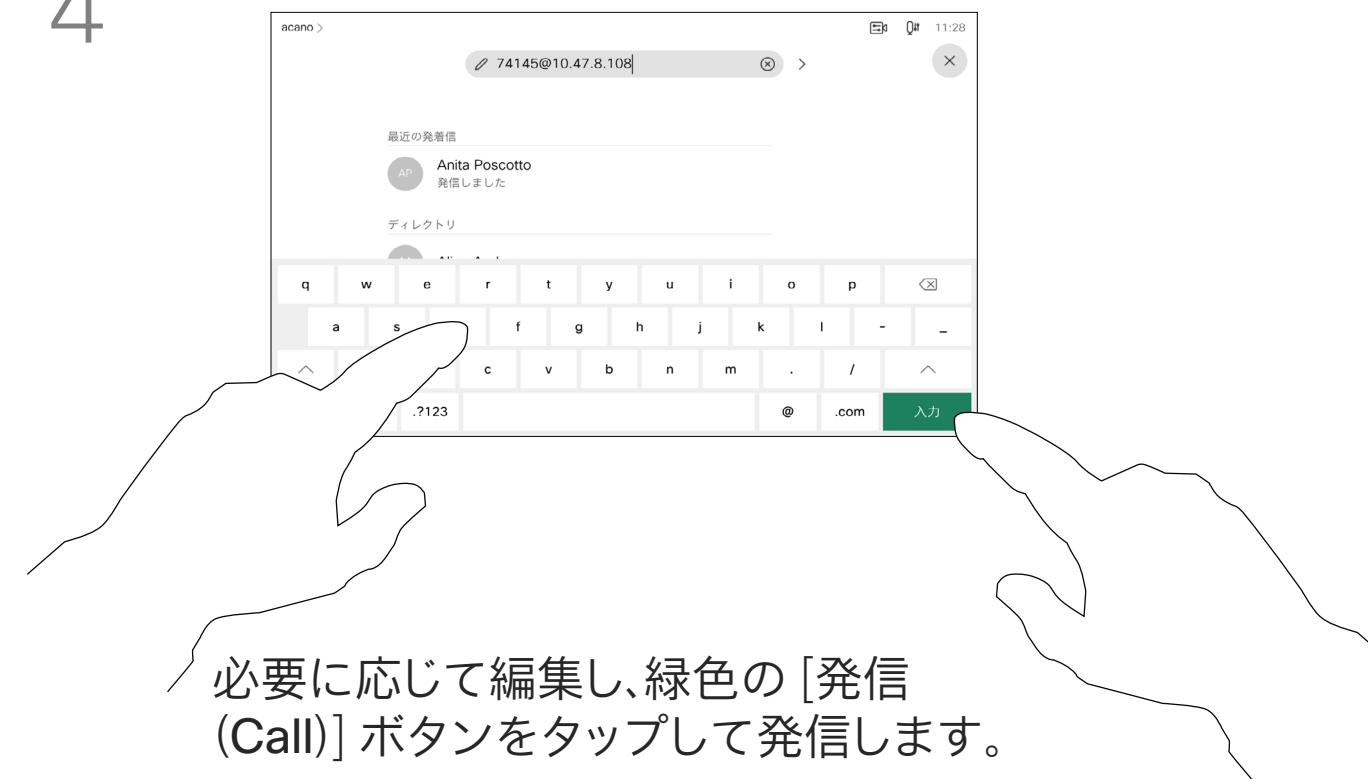 4
acano >
11:28
74145@10.47.8.108
最近の発着信
AP
Anita Poscotto
発信しました
ディレクトリ
q w e r t y u i o p
a s f g h j k l - _
c v b n m . /
.?123 @ .com 入力
必要に応じて編集し、緑色の [発信
(Call)] ボタンをタップして発信します。